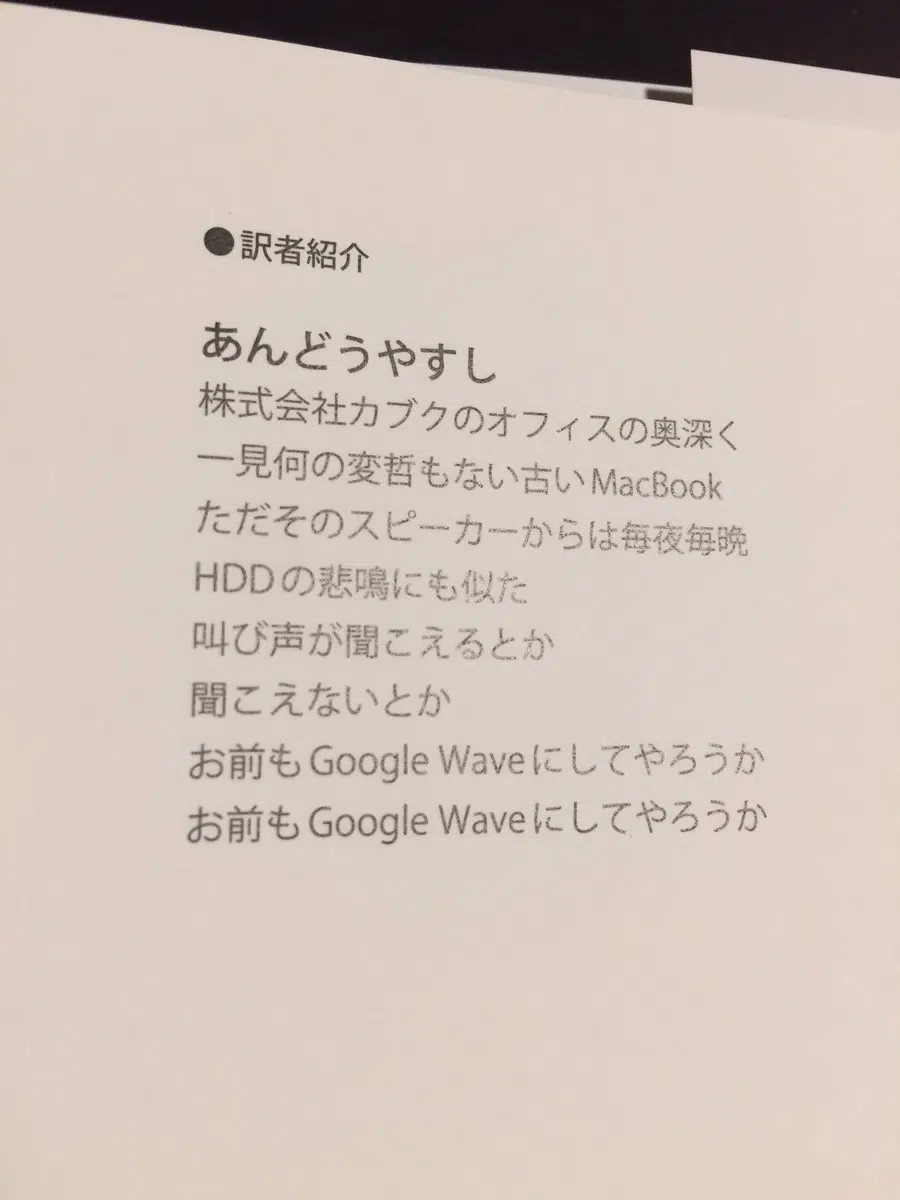 ●訳者紹介
あんどうやすし
株式会社カブクのオフィスの奥深く
一見何の変哲もない古いMacBook
ただそのスピーカーからは毎夜毎晩
HDDの悲鳴にも似た
叫び声が聞こえるとか
聞こえないとか
お前もGoogle Waveにしてやろうか
お前もGoogle Waveにしてやろうか